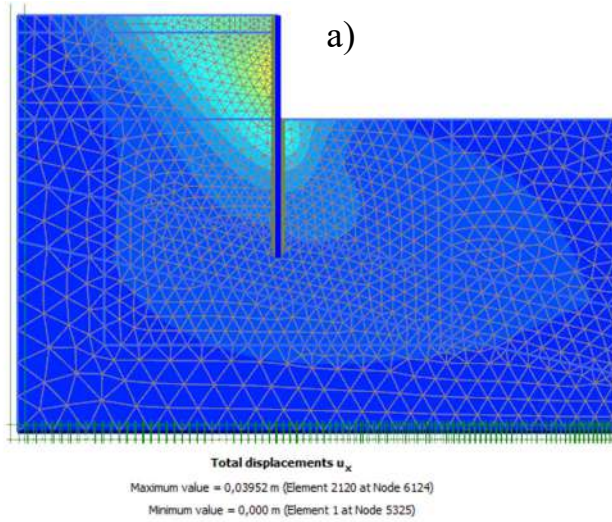 a)
Total displacements uₓ
Maximum value = 0,03952 m (Element 2120 at Node 6124)
Minimum value = 0,000 m (Element 1 at Node 5325)